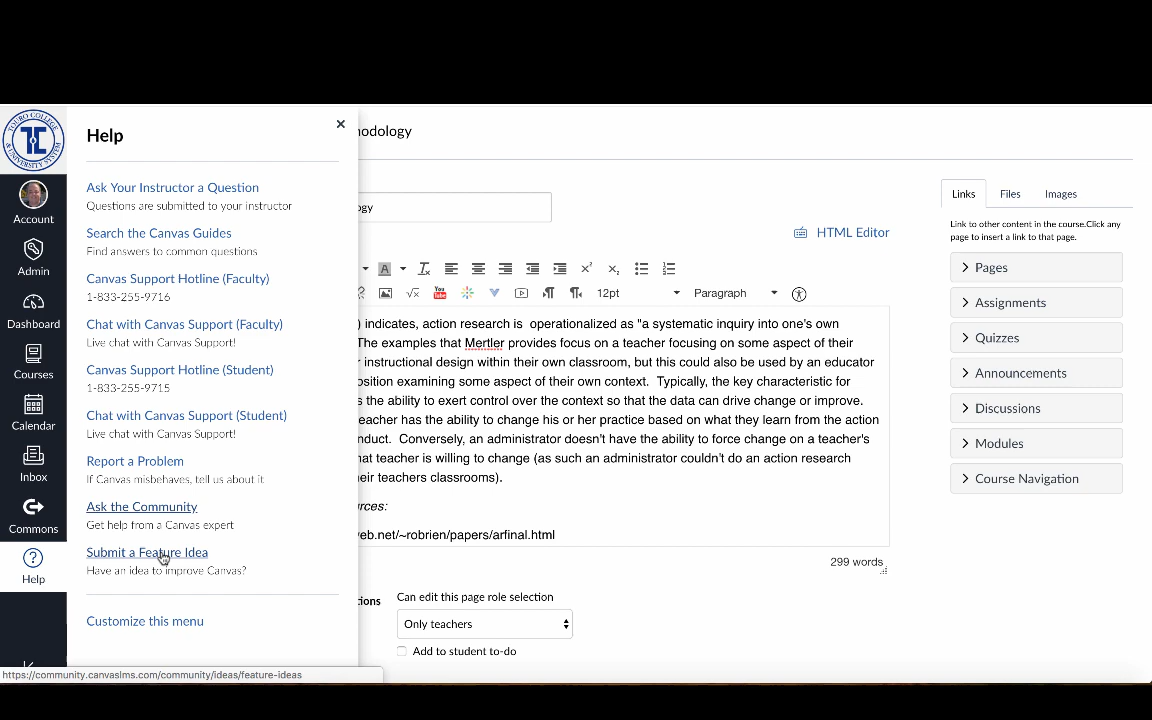 TOURO COLLEGE
& UNIVERSITY SYSTEM
Account
Admin
Dashboard
Courses
Calendar
Inbox
Commons
Help
Help
×
Ask Your Instructor a Question
Questions are submitted to your instructor
Search the Canvas Guides
Find answers to common questions
Canvas Support Hotline (Faculty)
1-833-255-9716
Chat with Canvas Support (Faculty)
Live chat with Canvas Support!
Canvas Support Hotline (Student)
1-833-255-9715
Chat with Canvas Support (Student)
Live chat with Canvas Support!
Report a Problem
If Canvas misbehaves, tell us about it
Ask the Community
Get help from a Canvas expert
Submit a Feature Idea
Have an idea to improve Canvas?
Customize this menu
https://community.canvaslms.com/community/ideas/feature-ideas
nodology
ogy
HTML Editor
12pt
Paragraph
) indicates, action research is operationalized as "a systematic inquiry into one's own
The examples that Mertler provides focus on a teacher focusing on some aspect of their
r instructional design within their own classroom, but this could also be used by an educator
osition examining some aspect of their own context. Typically, the key characteristic for
s the ability to exert control over the context so that the data can drive change or improve.
eacher has the ability to change his or her practice based on what they learn from the action
nduct. Conversely, an administrator doesn't have the ability to force change on a teacher's
hat teacher is willing to change (as such an administrator couldn't do an action research
heir teachers classrooms).
urces:
veb.net/~robrien/papers/arfinal.html
299 words
tions
Can edit this page role selection
Only teachers
Add to student to-do
Links Files Images
Link to other content in the course.Click any
page to insert a link to that page.
Pages
Assignments
Quizzes
Announcements
Discussions
Modules
Course Navigation